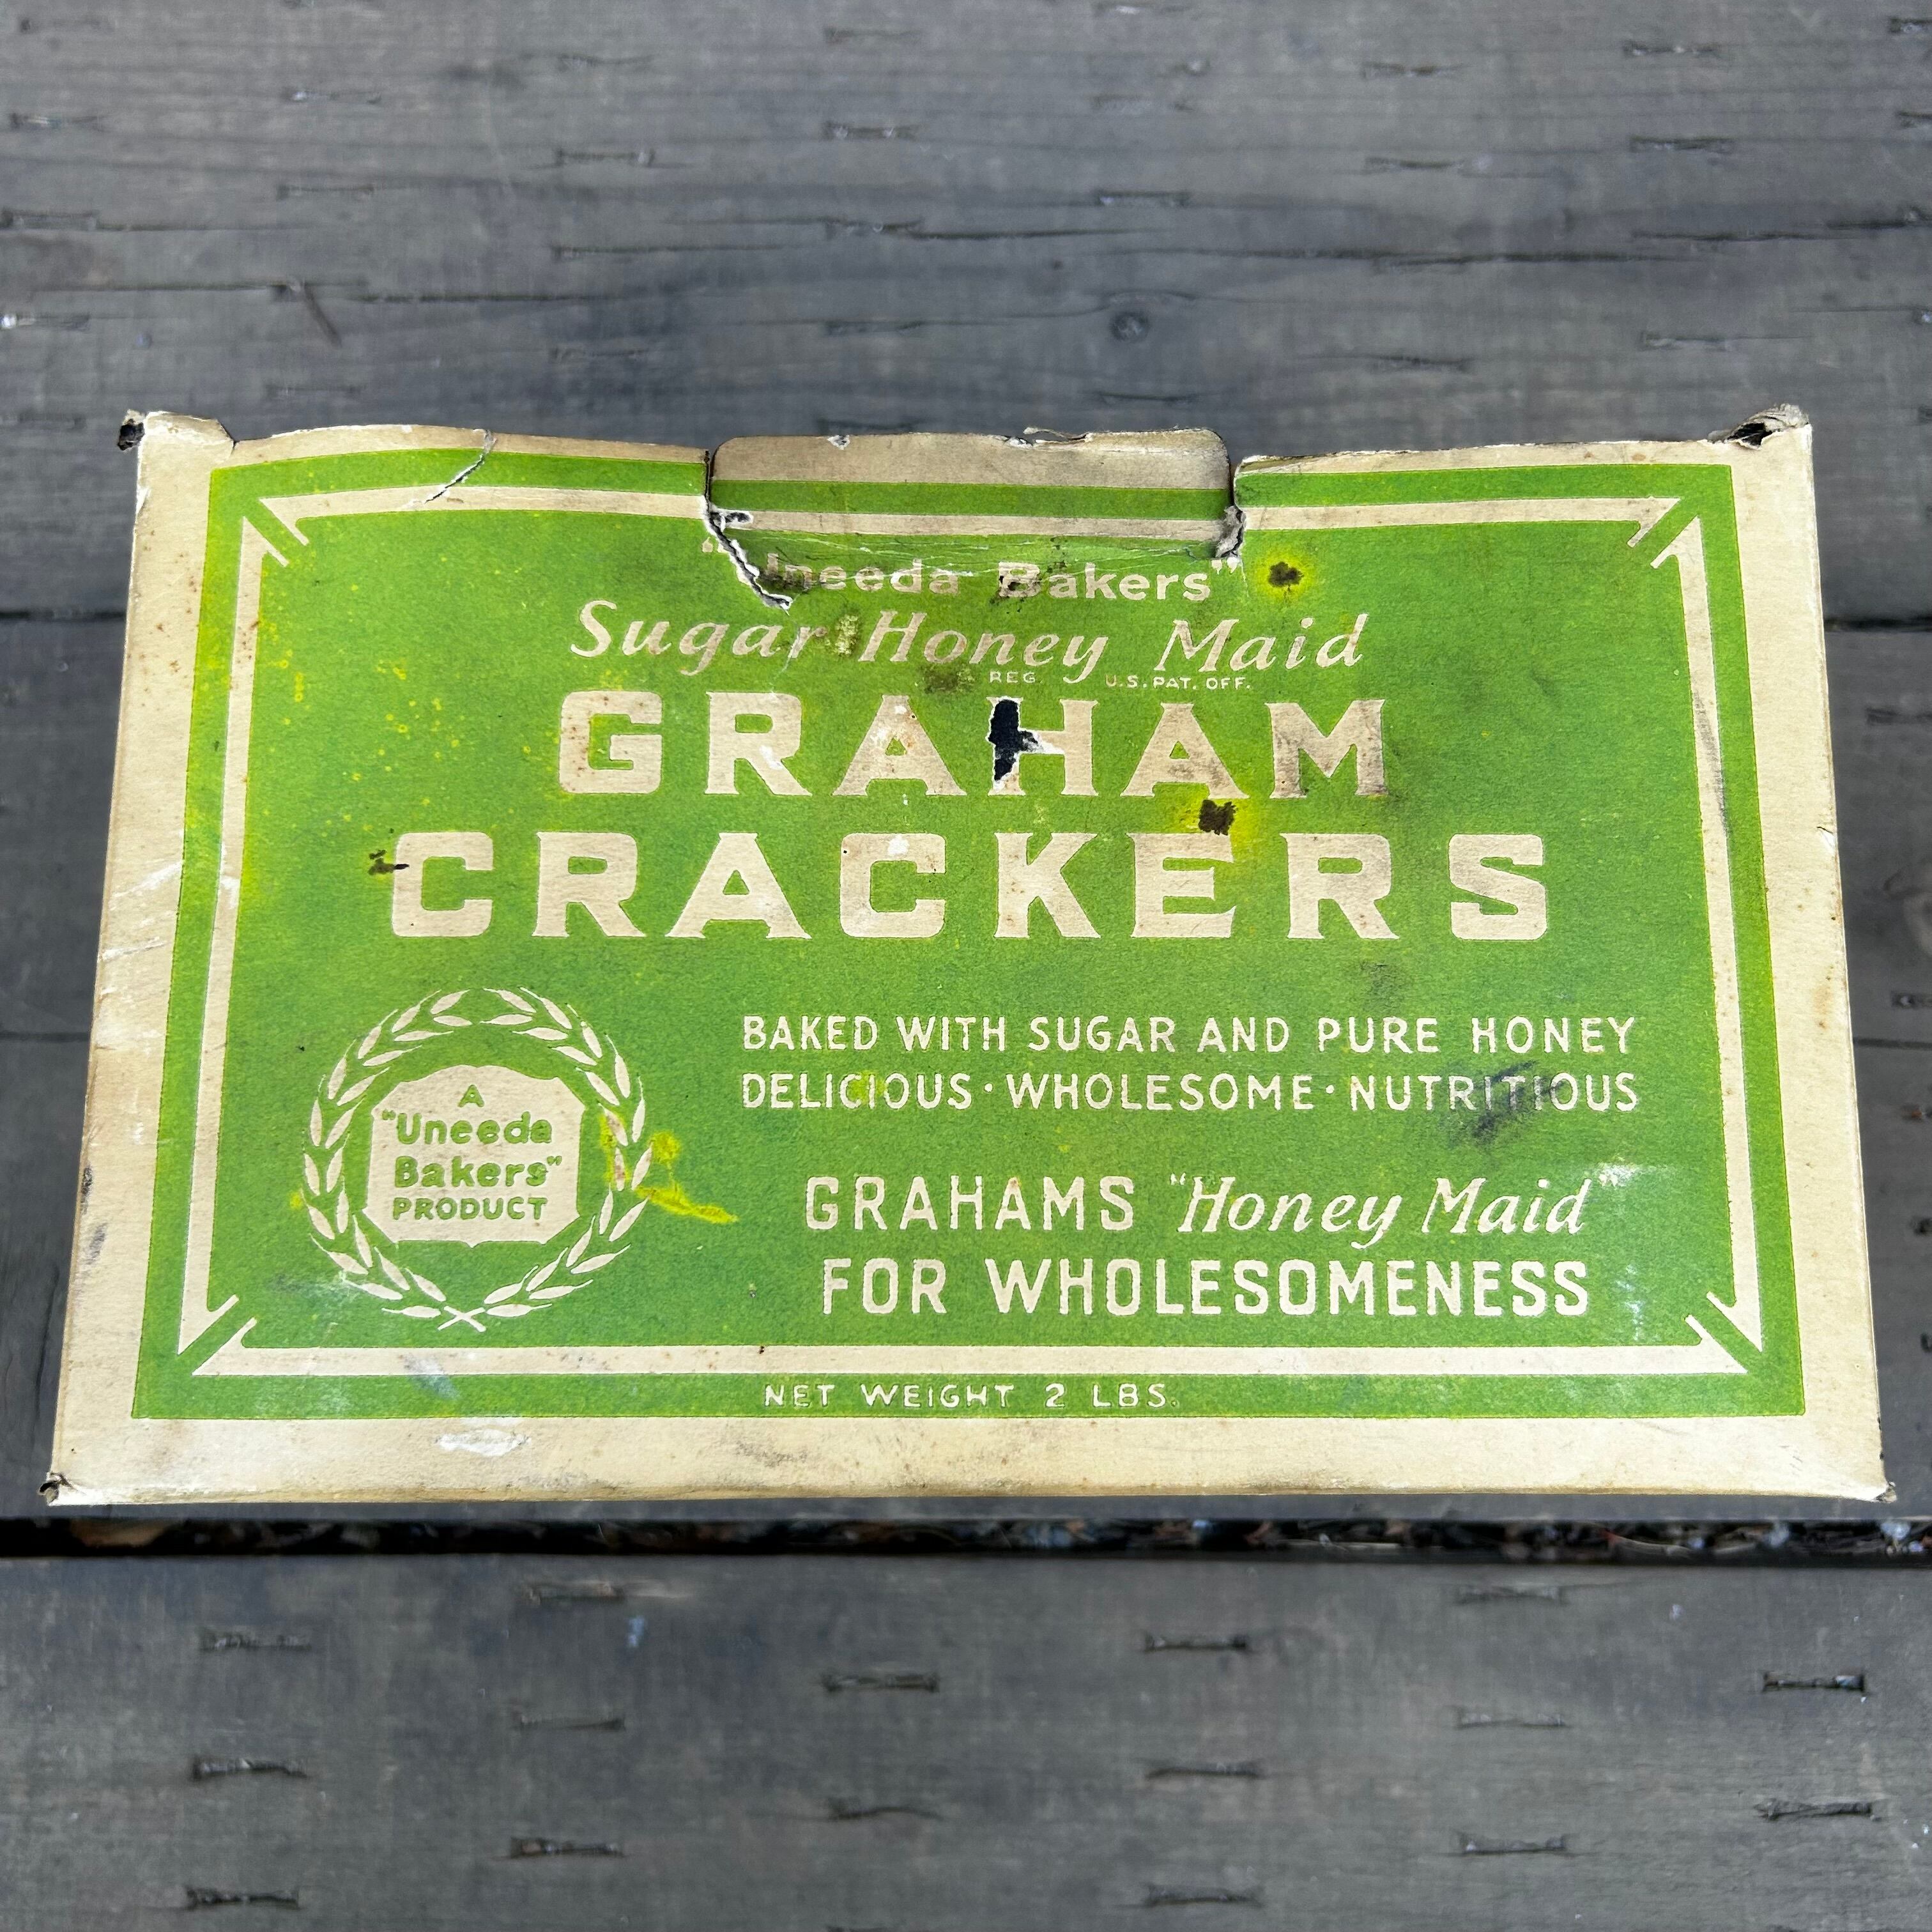 "Uneeda Bakers"
Sugar Honey Maid
REG. U.S. PAT. OFF.
GRAHAM
CRACKERS
BAKED WITH SUGAR AND PURE HONEY
DELICIOUS · WHOLESOME · NUTRITIOUS
A
"Uneeda
Bakers"
PRODUCT
GRAHAMS "Honey Maid"
FOR WHOLESOMENESS
NET WEIGHT 2 LBS.